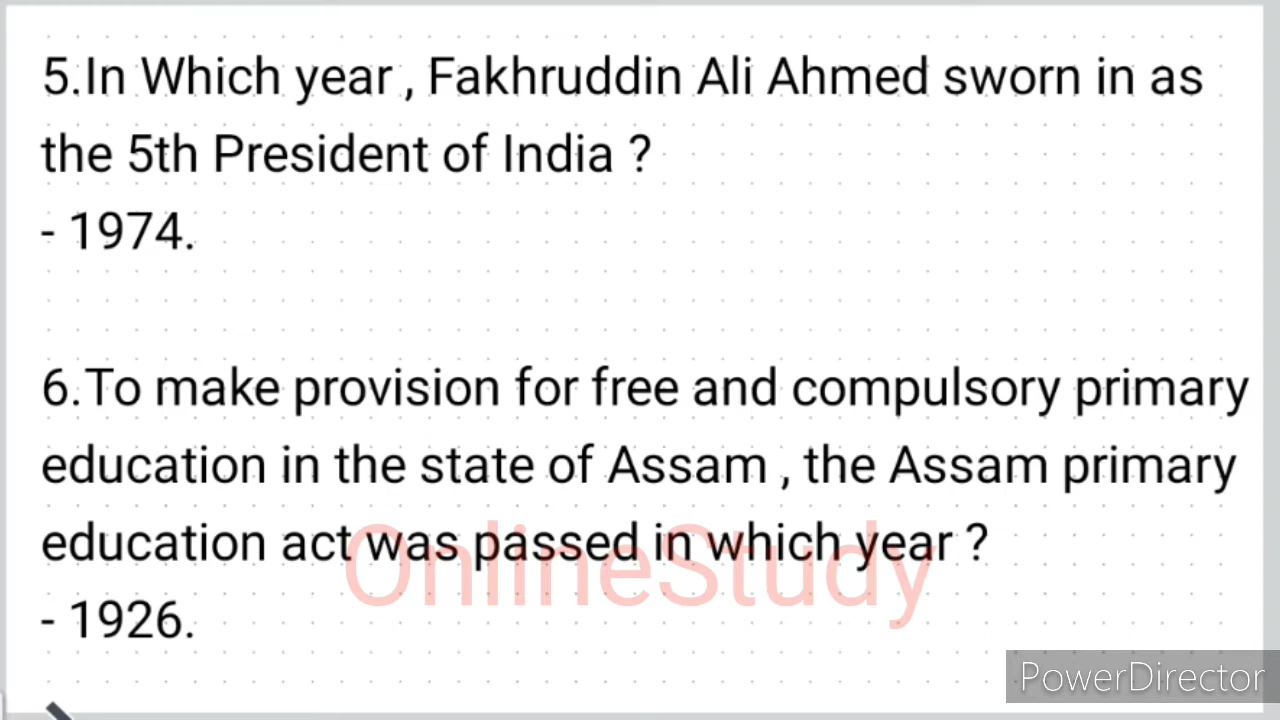 5.In Which year , Fakhruddin Ali Ahmed sworn in as
the 5th President of India ?
- 1974.
6.To make provision for free and compulsory primary
education in the state of Assam , the Assam primary
education act was passed in which year ?
OnlineStudy
- 1926.
PowerDirector